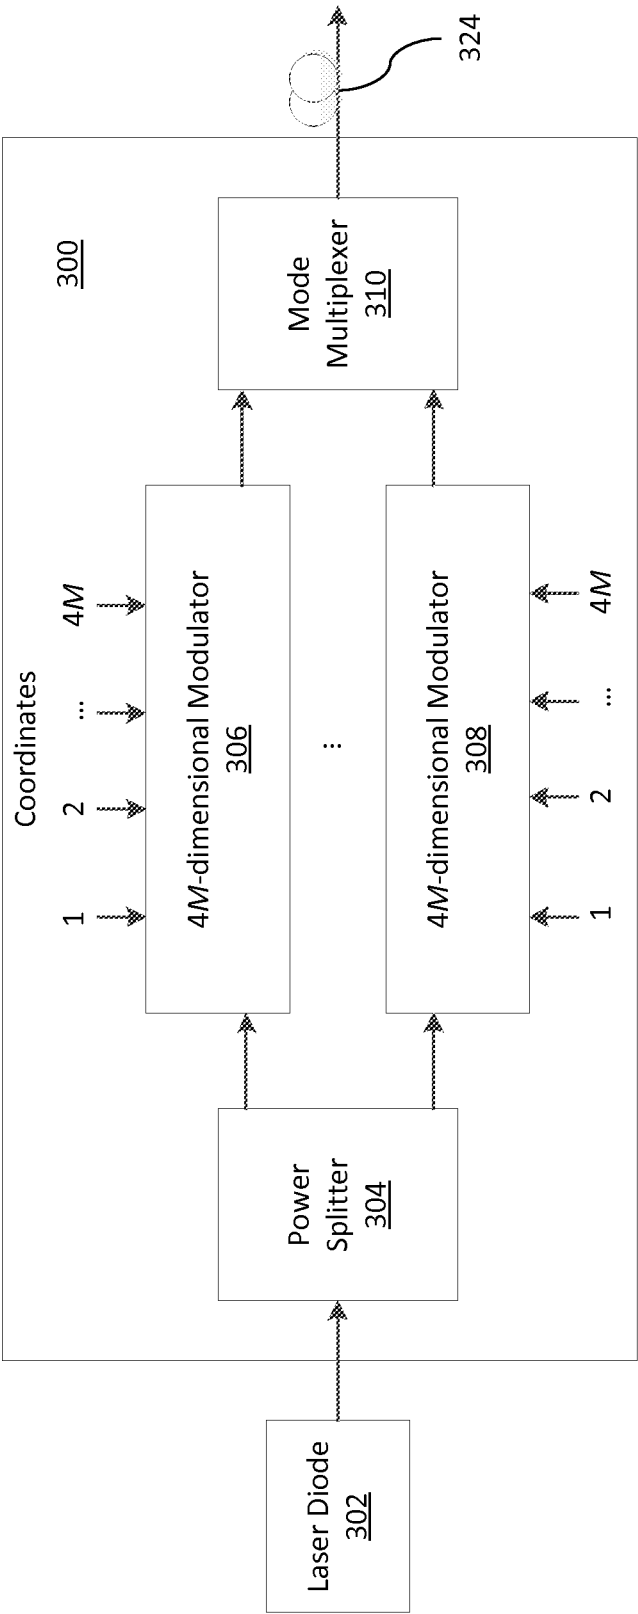 Coordinates
300
1
2
...
4M
324
Laser Diode
302
Power
Splitter
304
4M-dimensional Modulator
306
...
4M-dimensional Modulator
308
Mode
Multiplexer
310
1
2
...
4M